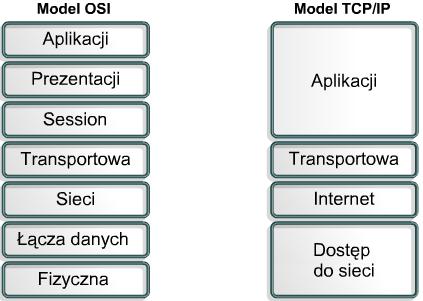 Model OSI
Aplikacji
Prezentacji
Session
Transportowa
Sieci
Łącza danych
Fizyczna
Model TCP/IP
Aplikacji
Transportowa
Internet
Dostęp
do sieci